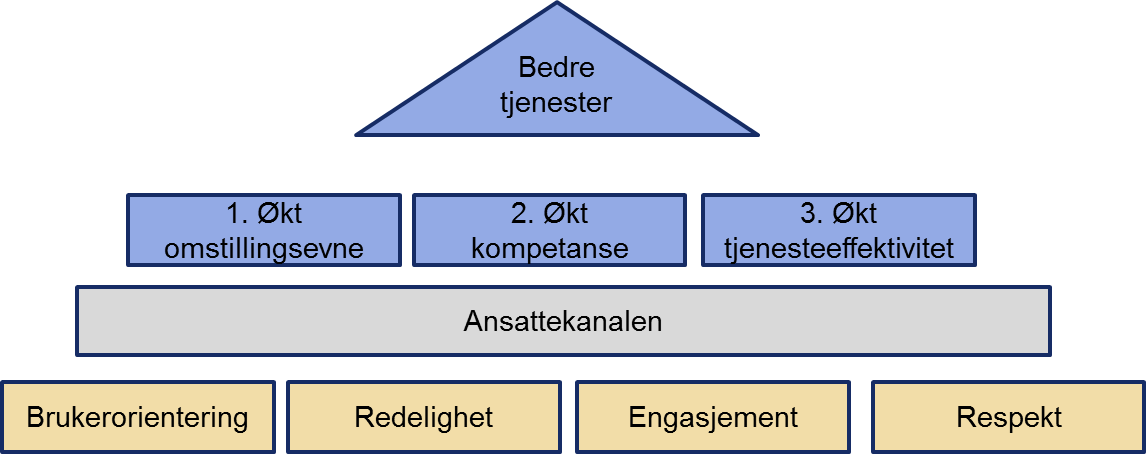 Bedre
tjenester
1. Økt
omstillingsevne
2. Økt
kompetanse
3. Økt
tjenesteeffektivitet
Ansattekanalen
Brukerorientering
Redelighet
Engasjement
Respekt